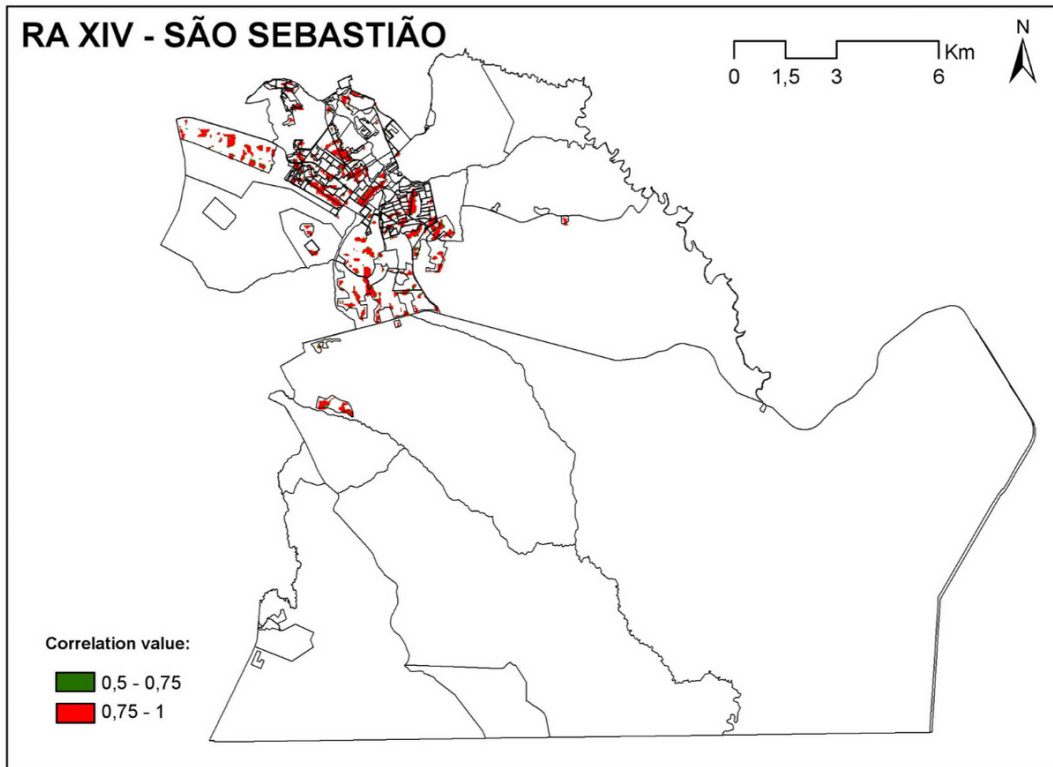 RA XIV - SÃO SEBASTIÃO
N
Km
0 1,5 3 6
Correlation value:
0,5 - 0,75
0,75 - 1